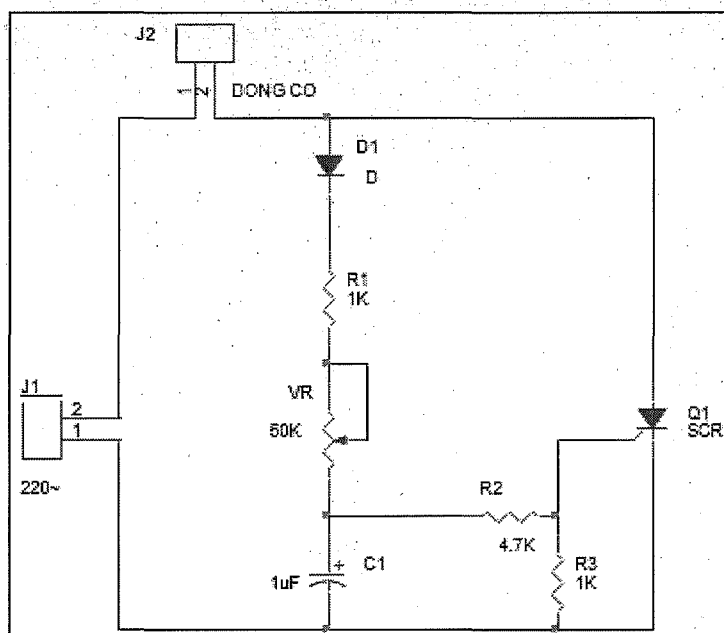 J2
1
2
DONG CO
D1
D
R1
1K
VR
50K
J1
2
1
220~
Q1
SCR
R2
4.7K
R3
1K
+
C1
1uF